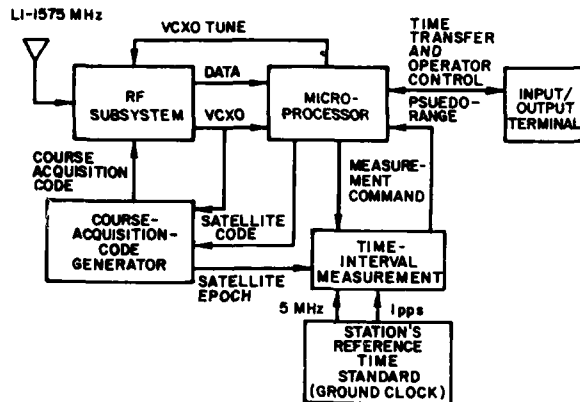 LI-1575 MHz
VCXO TUNE
TIME
TRANSFER
AND
OPERATOR
CONTROL
RF
SUBSYSTEM
DATA
VCXO
MICRO-
PROCESSOR
PSUEDO-
RANGE
INPUT/
OUTPUT
TERMINAL
COURSE
ACQUISITION
CODE
MEASURE-
MENT
COMMAND
COURSE-
ACQUISITION-
CODE
GENERATOR
SATELLITE
CODE
SATELLITE
EPOCH
TIME-
INTERVAL
MEASUREMENT
5 MHz
1pps
STATION'S
REFERENCE
TIME
STANDARD
(GROUND CLOCK)